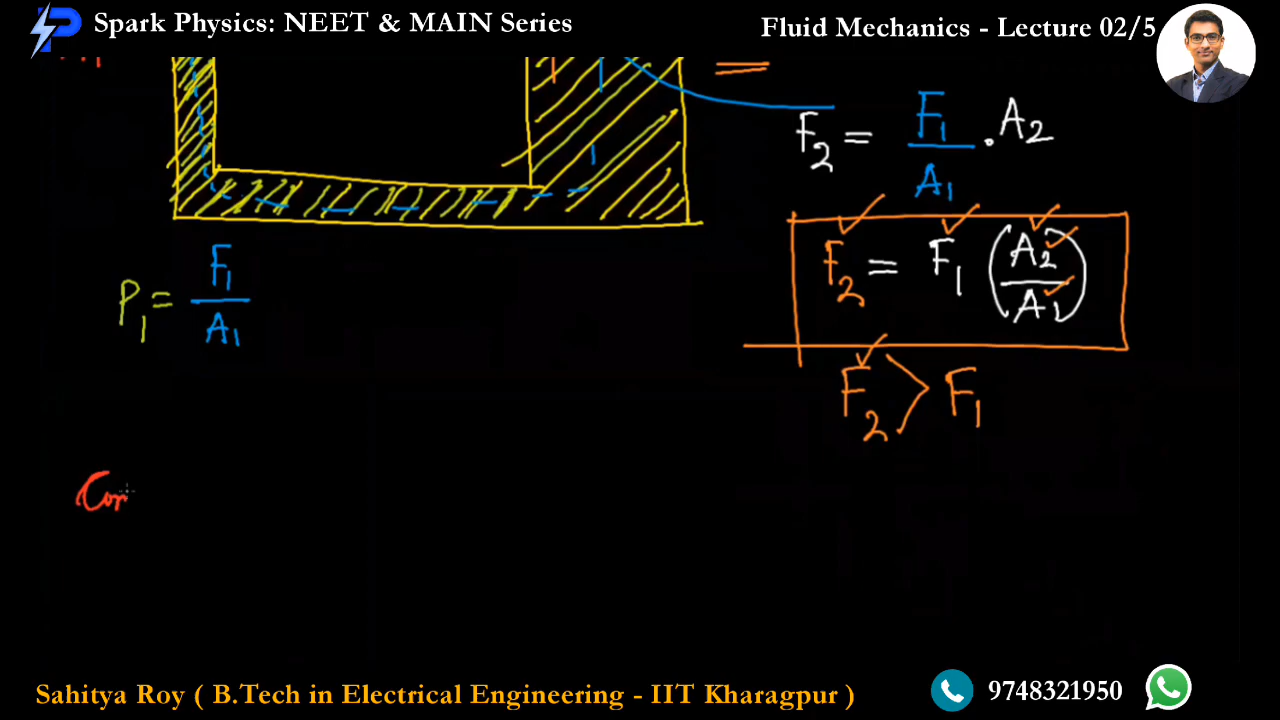 Spark Physics: NEET & MAIN Series
Fluid Mechanics - Lecture 02/5
F₂ = F₁/A₁ . A₂
F₂ = F₁ (A₂/A₁)
P₁ = F₁/A₁
F₂ > F₁
Con
Sahitya Roy ( B.Tech in Electrical Engineering - IIT Kharagpur )
9748321950